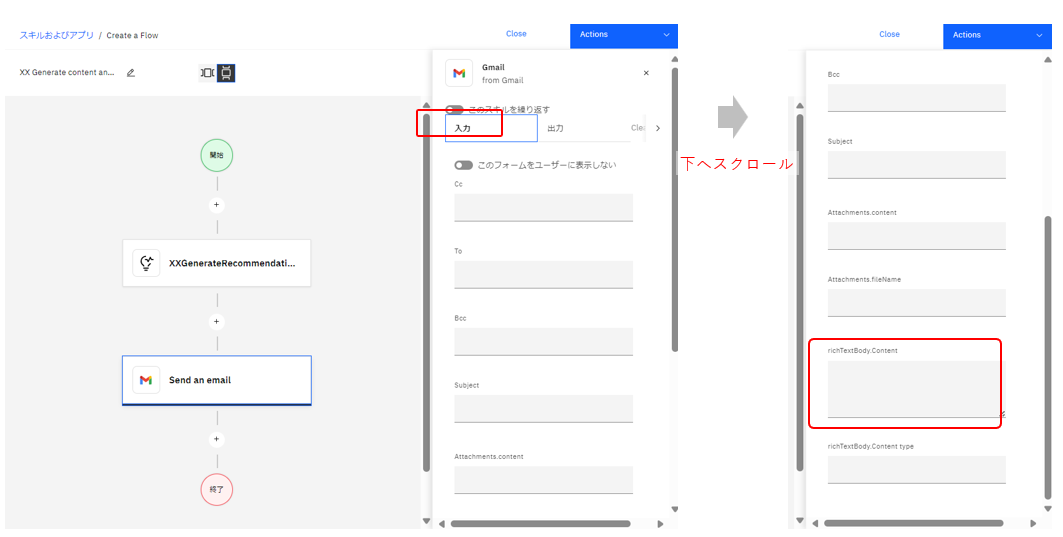 スキルおよびアプリ / Create a Flow
Close
Actions
XX Generate content an...
Gmail
from Gmail
このスキルを繰り返す
入力
出力
このフォームをユーザーに表示しない
Cc
To
Bcc
Subject
Attachments.content
開始
XXGenerateRecommendati...
Send an email
終了
下へスクロール
Close
Actions
Bcc
Subject
Attachments.content
Attachments.fileName
richTextBody.Content
richTextBody.Content type